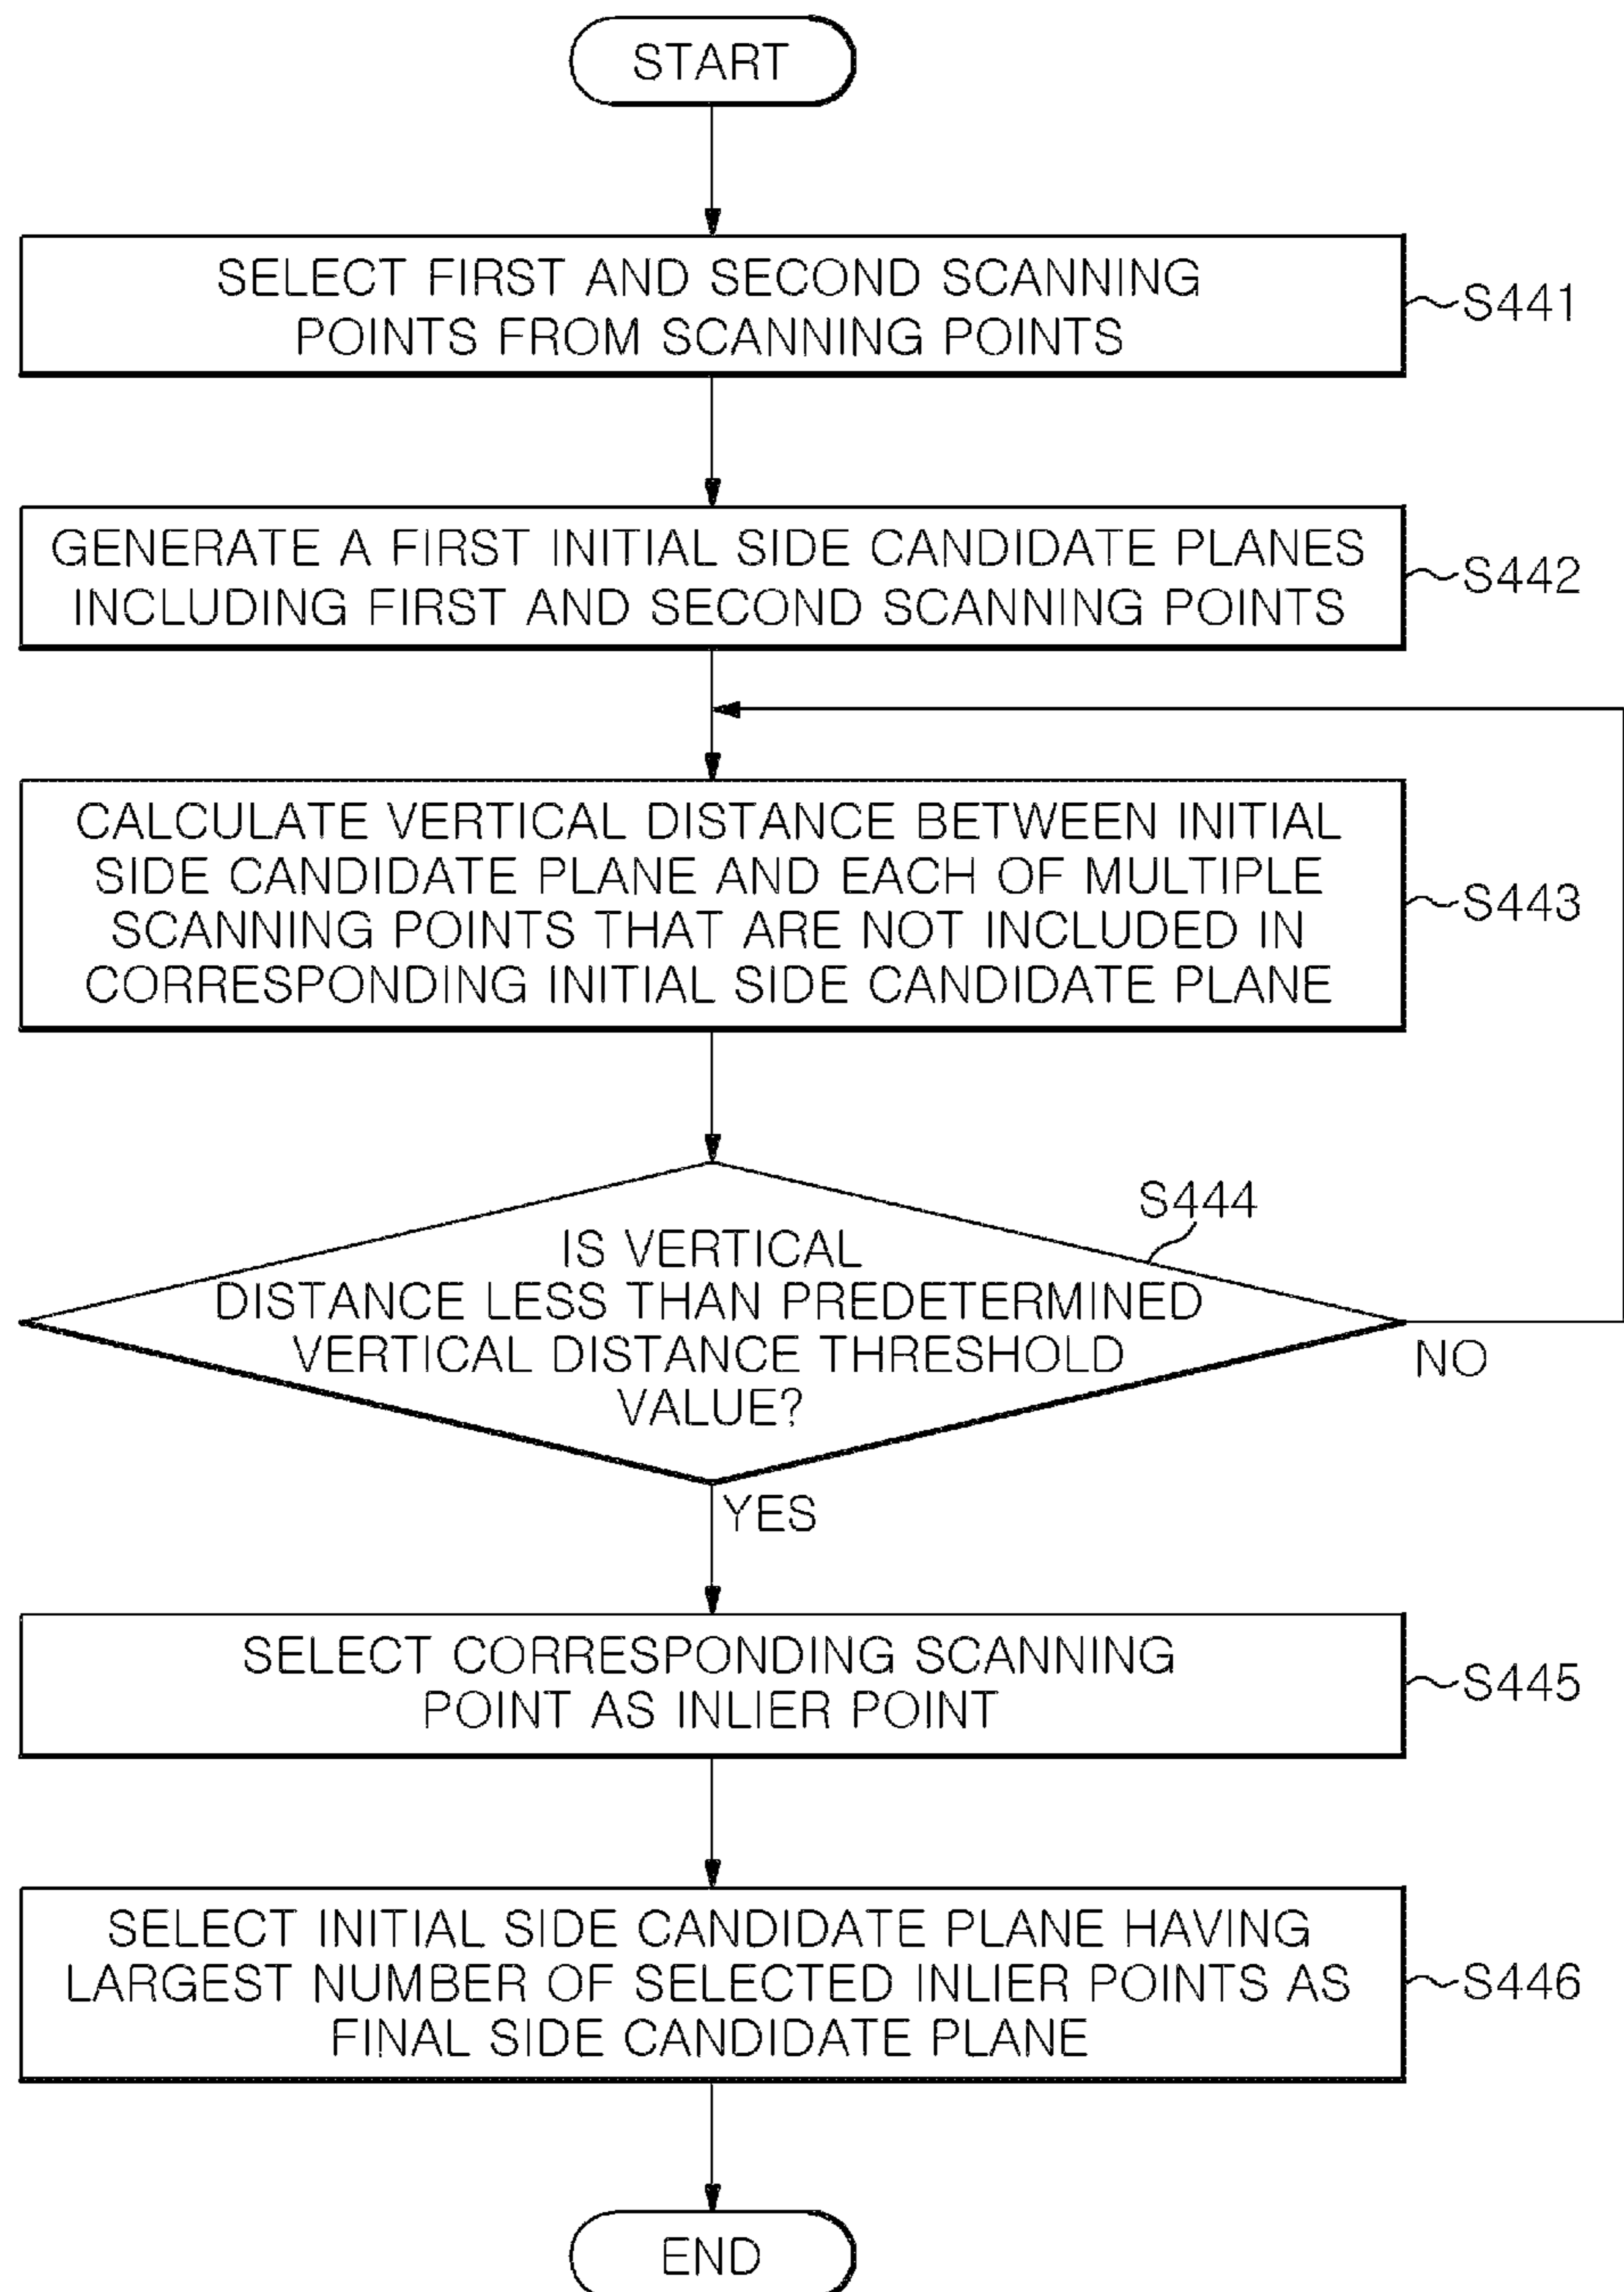 START
SELECT FIRST AND SECOND SCANNING
POINTS FROM SCANNING POINTS
S441
GENERATE A FIRST INITIAL SIDE CANDIDATE PLANES
INCLUDING FIRST AND SECOND SCANNING POINTS
S442
CALCULATE VERTICAL DISTANCE BETWEEN INITIAL
SIDE CANDIDATE PLANE AND EACH OF MULTIPLE
SCANNING POINTS THAT ARE NOT INCLUDED IN
CORRESPONDING INITIAL SIDE CANDIDATE PLANE
S443
S444
IS VERTICAL
DISTANCE LESS THAN PREDETERMINED
VERTICAL DISTANCE THRESHOLD
VALUE?
NO
YES
SELECT CORRESPONDING SCANNING
POINT AS INLIER POINT
S445
SELECT INITIAL SIDE CANDIDATE PLANE HAVING
LARGEST NUMBER OF SELECTED INLIER POINTS AS
FINAL SIDE CANDIDATE PLANE
S446
END